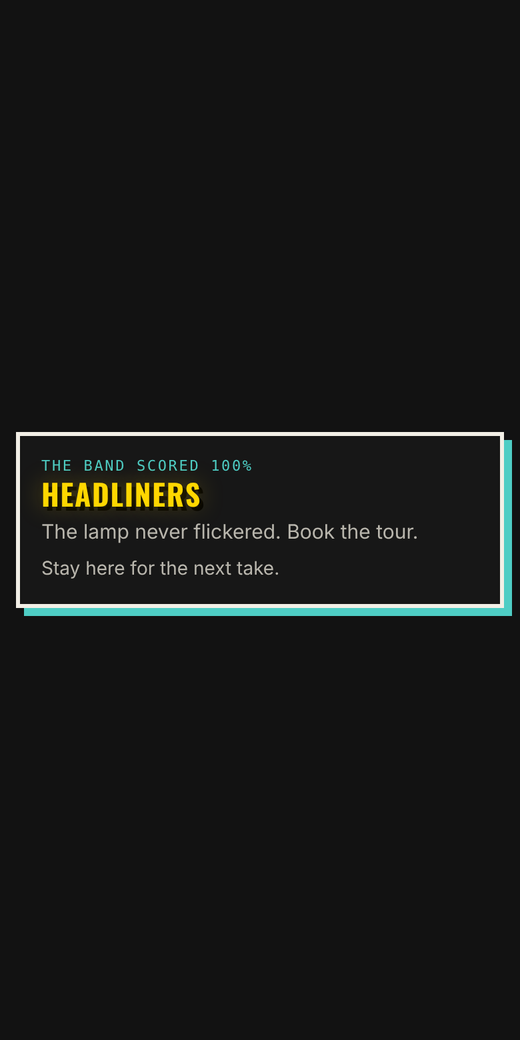 THE BAND SCORED 100%
HEADLINERS
The lamp never flickered. Book the tour.
Stay here for the next take.